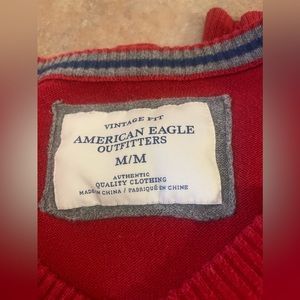 VINTAGE FIT
AMERICAN EAGLE
OUTFITTERS
M/M
AUTHENTIC
QUALITY CLOTHING
MADE IN CHINA / FABRIQUÉ EN CHINE